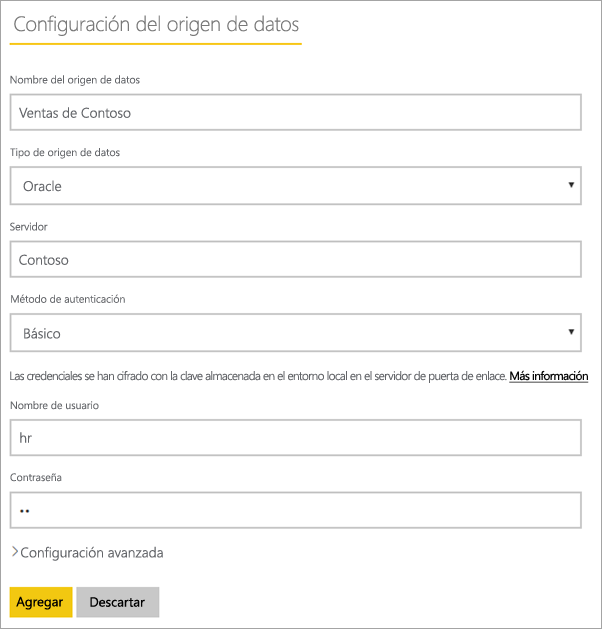 Configuración del origen de datos
Nombre del origen de datos
Ventas de Contoso
Tipo de origen de datos
Oracle
Servidor
Contoso
Método de autenticación
Básico
Las credenciales se han cifrado con la clave almacenada en el entorno local en el servidor de puerta de enlace. Más información
Nombre de usuario
hr
Contraseña
••
Configuración avanzada
Agregar Descartar